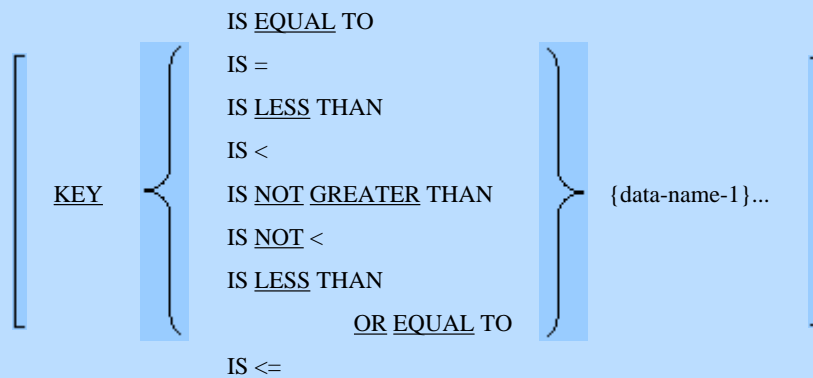 IS EQUAL TO
IS =
IS LESS THAN
IS <
KEY IS NOT GREATER THAN {data-name-1}...
IS NOT <
IS LESS THAN
OR EQUAL TO
IS <=